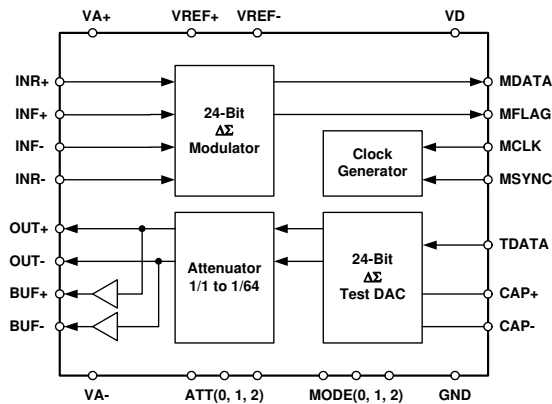 VA+ VREF+ VREF- VD
INR+
INF+
INF-
INR-
24-Bit
ΔΣ
Modulator
MDATA
MFLAG
MCLK
MSYNC
Clock
Generator
OUT+
OUT-
BUF+
BUF-
Attenuator
1/1 to 1/64
24-Bit
ΔΣ
Test DAC
TDATA
CAP+
CAP-
VA- ATT(0, 1, 2) MODE(0, 1, 2) GND